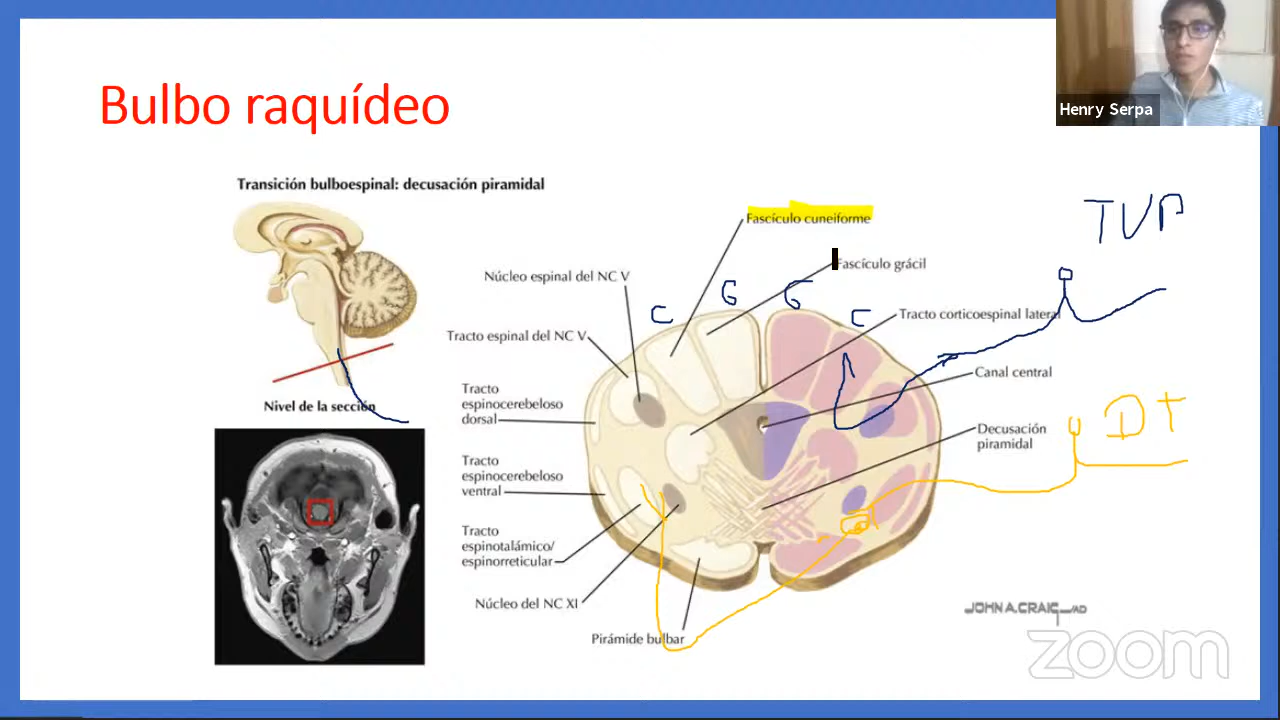 Bulbo raquídeo
Henry Serpa
Transición bulboespinal: decusación piramidal
TVP
Fascículo cuneiforme
Fascículo grácil
Núcleo espinal del NC V
C G G C
Tracto corticoespinal lateral
Tracto espinal del NC V
Canal central
Tracto
espinocerebeloso
dorsal
Nivel de la sección
DT
Decusación
piramidal
Tracto
espinocerebeloso
ventral
Tracto
espinotalámico/
espinorreticular
Núcleo del NC XI
Pirámide bulbar
JOHN A. CRAIG_AD
zoom